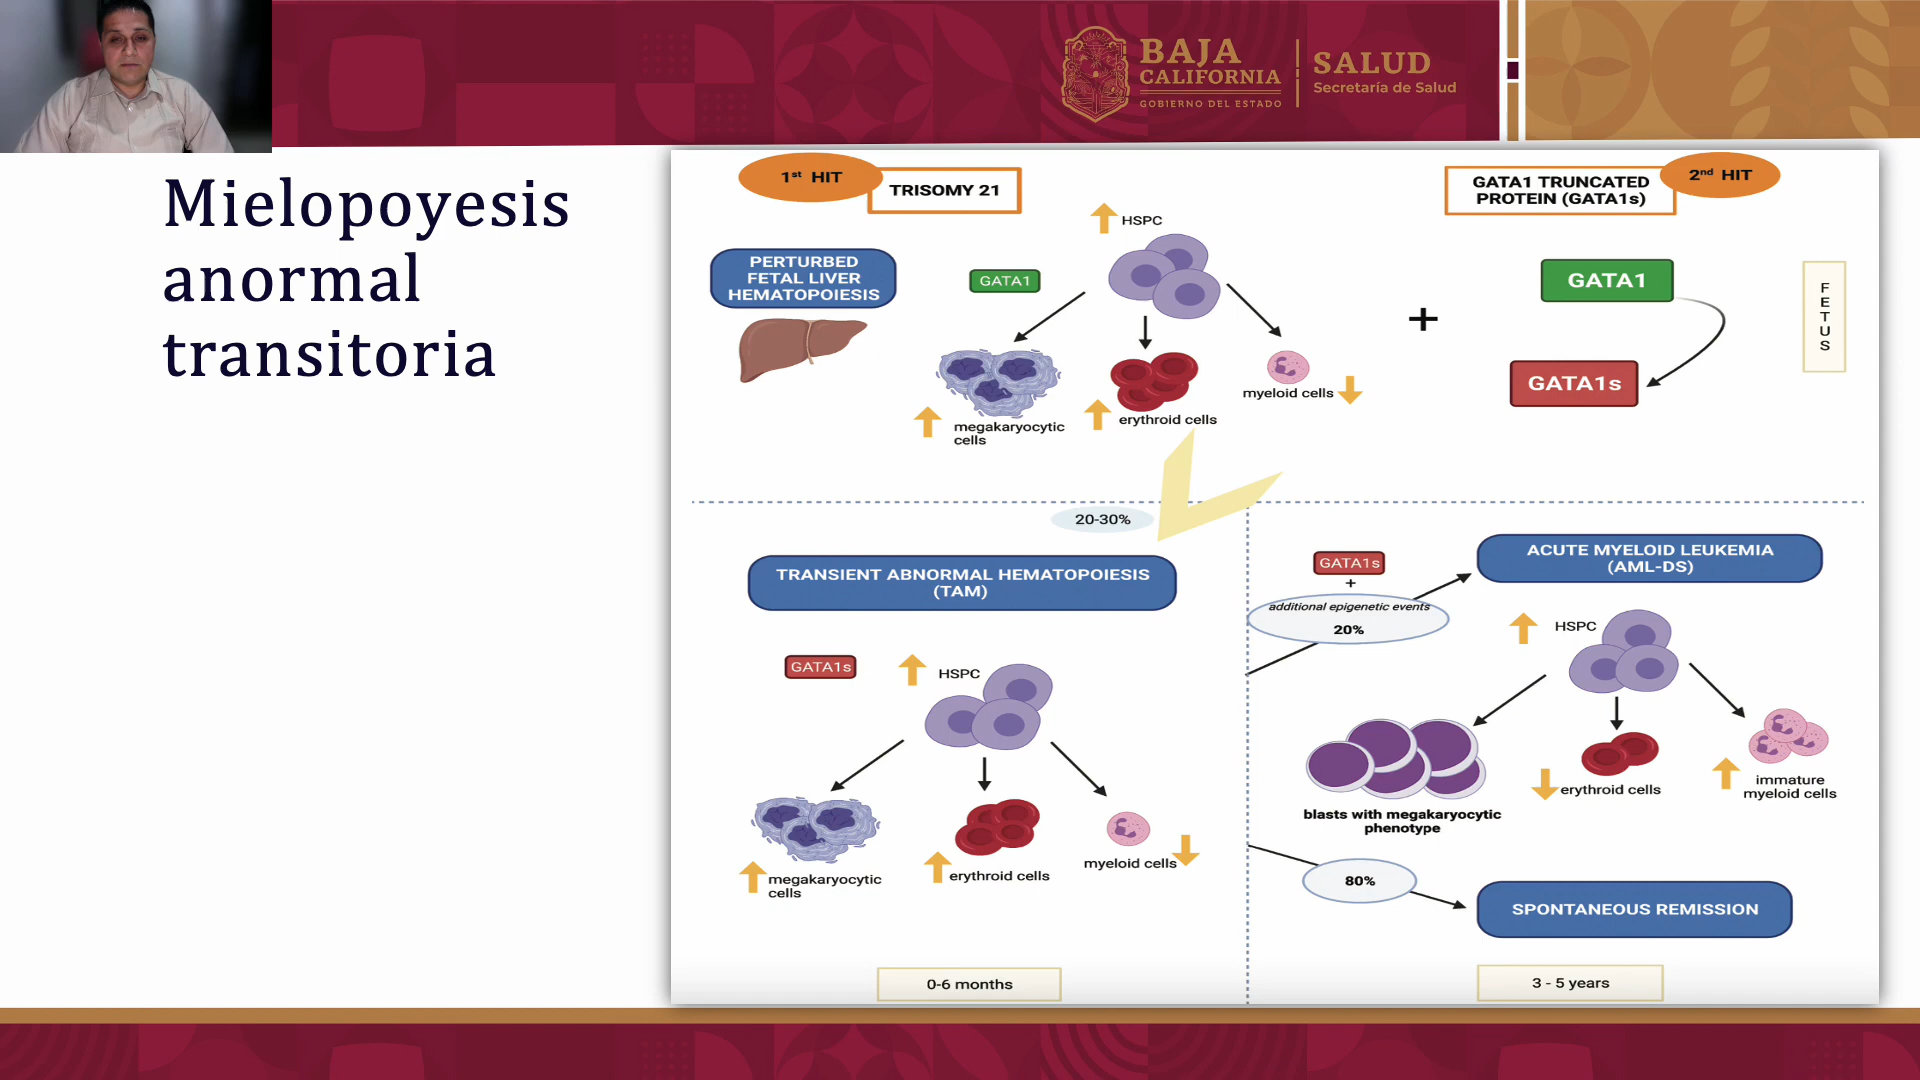 BAJA
CALIFORNIA
GOBIERNO DEL ESTADO
SALUD
Secretaría de Salud
Mielopoyesis
anormal
transitoria
1st HIT
TRISOMY 21
GATA1 TRUNCATED
PROTEIN (GATA1s)
2nd HIT
HSPC
PERTURBED
FETAL LIVER
HEMATOPOIESIS
GATA1
megakaryocytic
cells
erythroid cells
myeloid cells
+
GATA1
GATA1s
FETUS
20-30%
TRANSIENT ABNORMAL HEMATOPOIESIS
(TAM)
GATA1s
HSPC
megakaryocytic
cells
erythroid cells
myeloid cells
0-6 months
GATA1s
+
additional epigenetic events
20%
ACUTE MYELOID LEUKEMIA
(AML-DS)
HSPC
blasts with megakaryocytic
phenotype
erythroid cells
immature
myeloid cells
80%
SPONTANEOUS REMISSION
3 - 5 years